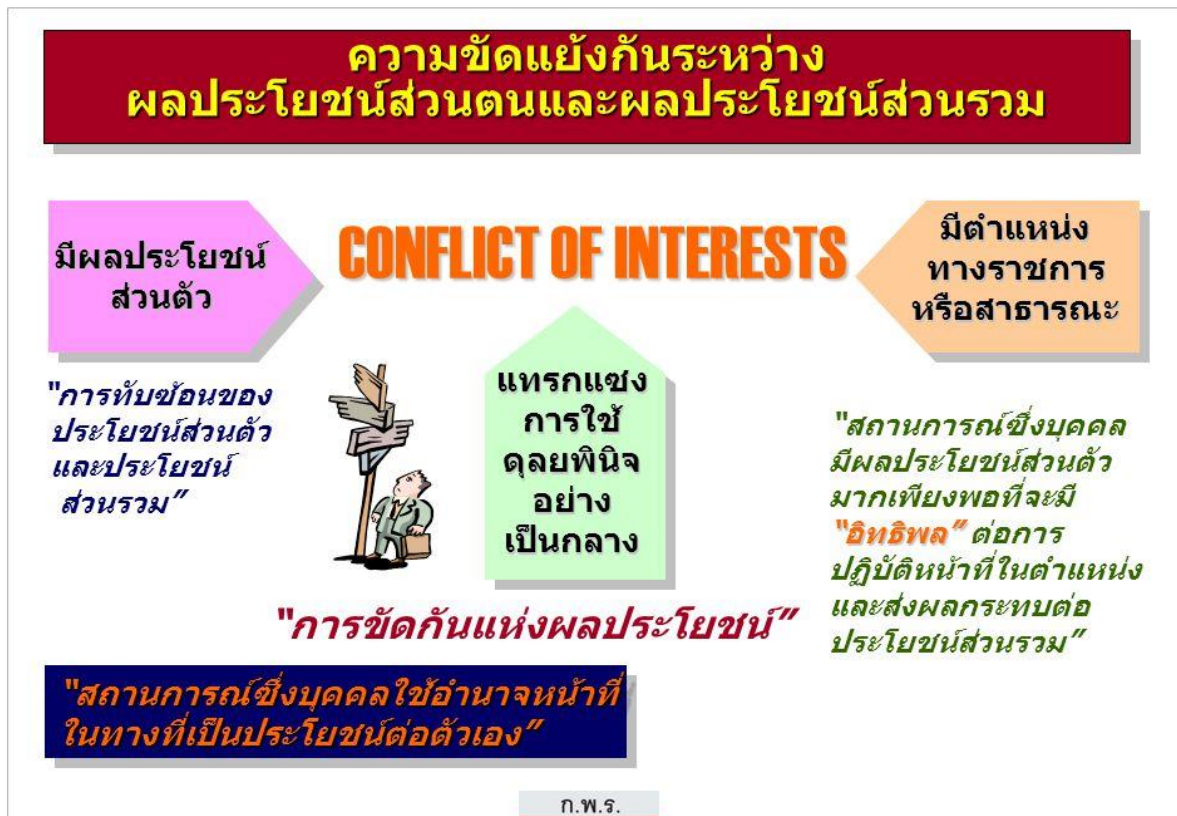 ความขัดแย้งกันระหว่าง
ผลประโยชน์ส่วนตนและผลประโยชน์ส่วนรวม
มีผลประโยชน์
ส่วนตัว
CONFLICT OF INTERESTS
มีตำแหน่ง
ทางราชการ
หรือสาธารณะ
"การทับซ้อนของ
ประโยชน์ส่วนตัว
และประโยชน์
ส่วนรวม"
แทรกแซง
การใช้
ดุลยพินิจ
อย่าง
เป็นกลาง
"สถานการณ์ซึ่งบุคคล
มีผลประโยชน์ส่วนตัว
มากเพียงพอที่จะมี
"อิทธิพล" ต่อการ
ปฏิบัติหน้าที่ในตำแหน่ง
และส่งผลกระทบต่อ
ประโยชน์ส่วนรวม"
"การขัดกันแห่งผลประโยชน์"
"สถานการณ์ซึ่งบุคคลใช้อำนาจหน้าที่
ในทางที่เป็นประโยชน์ต่อตัวเอง"
ก.พ.ร.